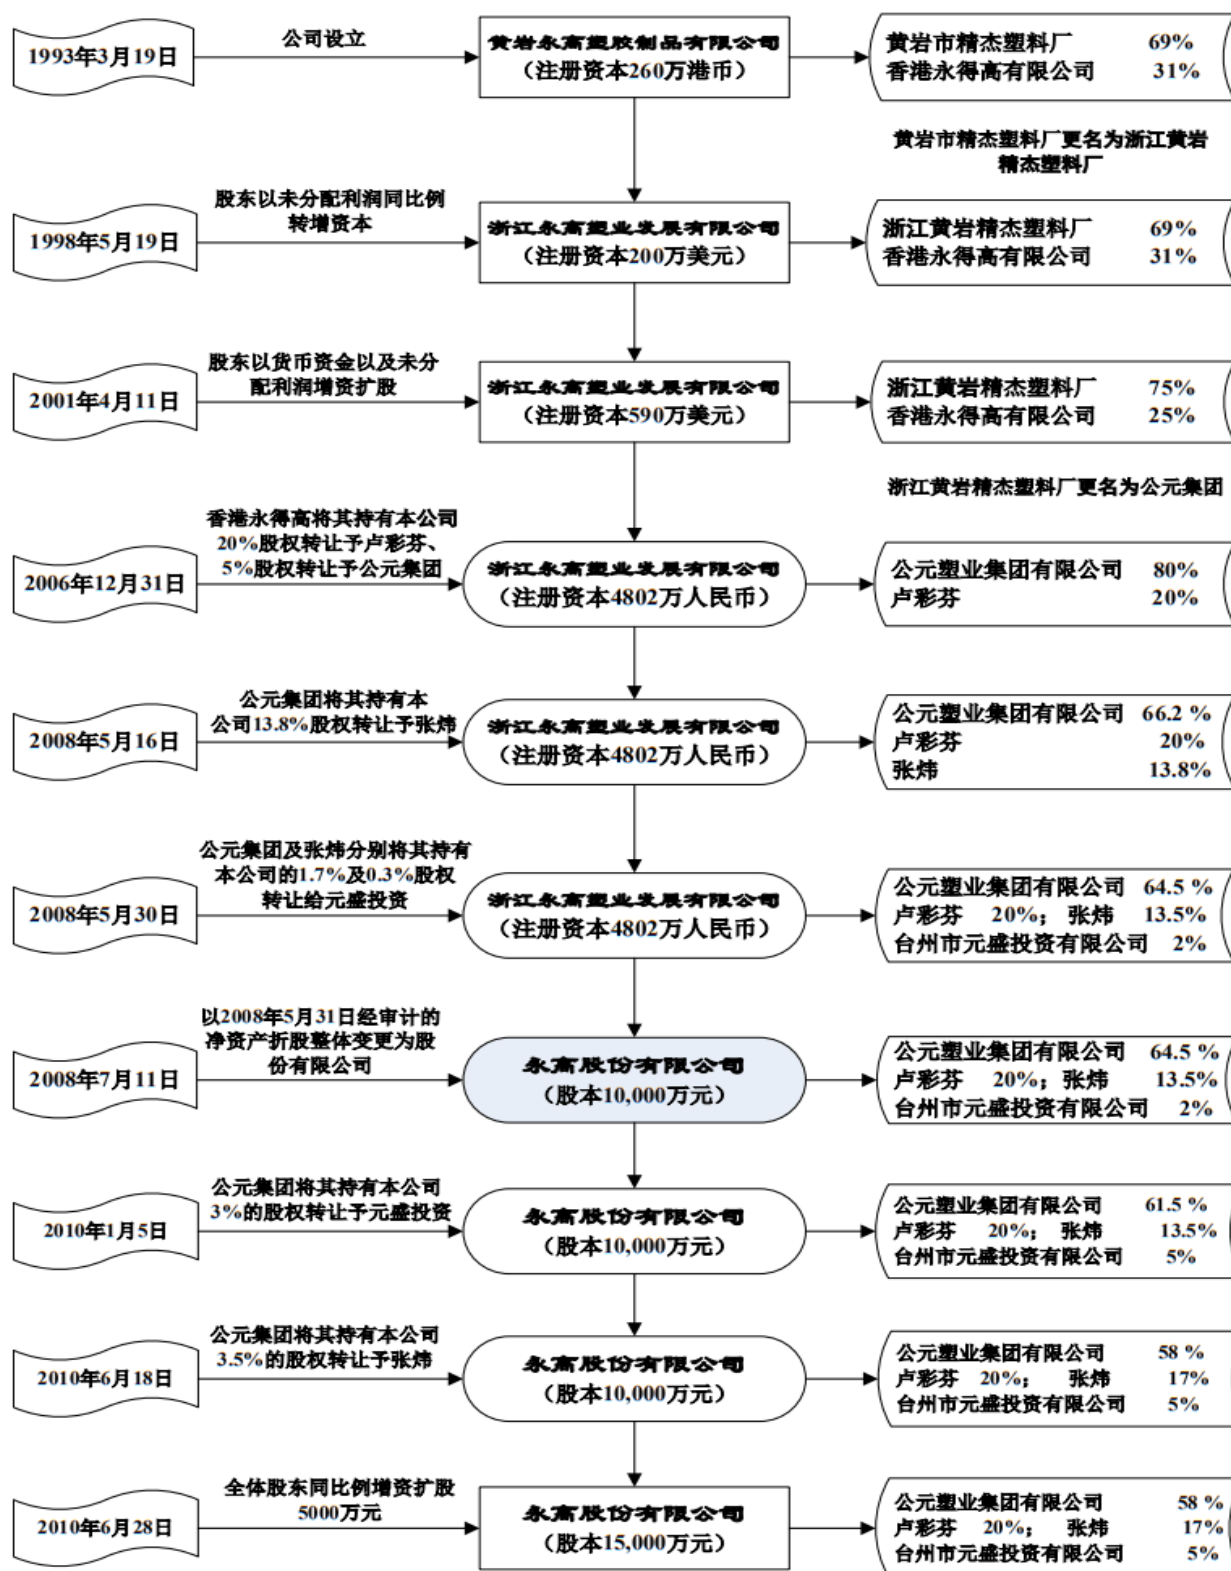 1993年3月19日
公司设立
黄岩永高塑胶制品有限公司
（注册资本260万港币）
黄岩市精杰塑料厂 69%
香港永得高有限公司 31%
黄岩市精杰塑料厂更名为浙江黄岩
精杰塑料厂
1998年5月19日
股东以未分配利润同比例
转增资本
浙江永高塑业发展有限公司
（注册资本200万美元）
浙江黄岩精杰塑料厂 69%
香港永得高有限公司 31%
2001年4月11日
股东以货币资金以及未分
配利润增资扩股
浙江永高塑业发展有限公司
（注册资本590万美元）
浙江黄岩精杰塑料厂 75%
香港永得高有限公司 25%
浙江黄岩精杰塑料厂更名为公元集团
2006年12月31日
香港永得高将其持有本公司
20%股权转让予卢彩芬、
5%股权转让予公元集团
浙江永高塑业发展有限公司
（注册资本4802万人民币）
公元塑业集团有限公司 80%
卢彩芬 20%
2008年5月16日
公元集团将其持有本
公司13.8%股权转让予张炜
浙江永高塑业发展有限公司
（注册资本4802万人民币）
公元塑业集团有限公司 66.2 %
卢彩芬 20%
张炜 13.8%
2008年5月30日
公元集团及张炜分别将其持有
本公司的1.7%及0.3%股权
转让给元盛投资
浙江永高塑业发展有限公司
（注册资本4802万人民币）
公元塑业集团有限公司 64.5 %
卢彩芬 20%； 张炜 13.5%
台州市元盛投资有限公司 2%
2008年7月11日
以2008年5月31日经审计的
净资产折股整体变更为股
份有限公司
永高股份有限公司
（股本10,000万元）
公元塑业集团有限公司 64.5 %
卢彩芬 20%；张炜 13.5%
台州市元盛投资有限公司 2%
2010年1月5日
公元集团将其持有本公司
3%的股权转让予元盛投资
永高股份有限公司
（股本10,000万元）
公元塑业集团有限公司 61.5 %
卢彩芬 20%； 张炜 13.5%
台州市元盛投资有限公司 5%
2010年6月18日
公元集团将其持有本公司
3.5%的股权转让予张炜
永高股份有限公司
（股本10,000万元）
公元塑业集团有限公司 58 %
卢彩芬 20%； 张炜 17%
台州市元盛投资有限公司 5%
2010年6月28日
全体股东同比例增资扩股
5000万元
永高股份有限公司
（股本15,000万元）
公元塑业集团有限公司 58 %
卢彩芬 20%； 张炜 17%
台州市元盛投资有限公司 5%